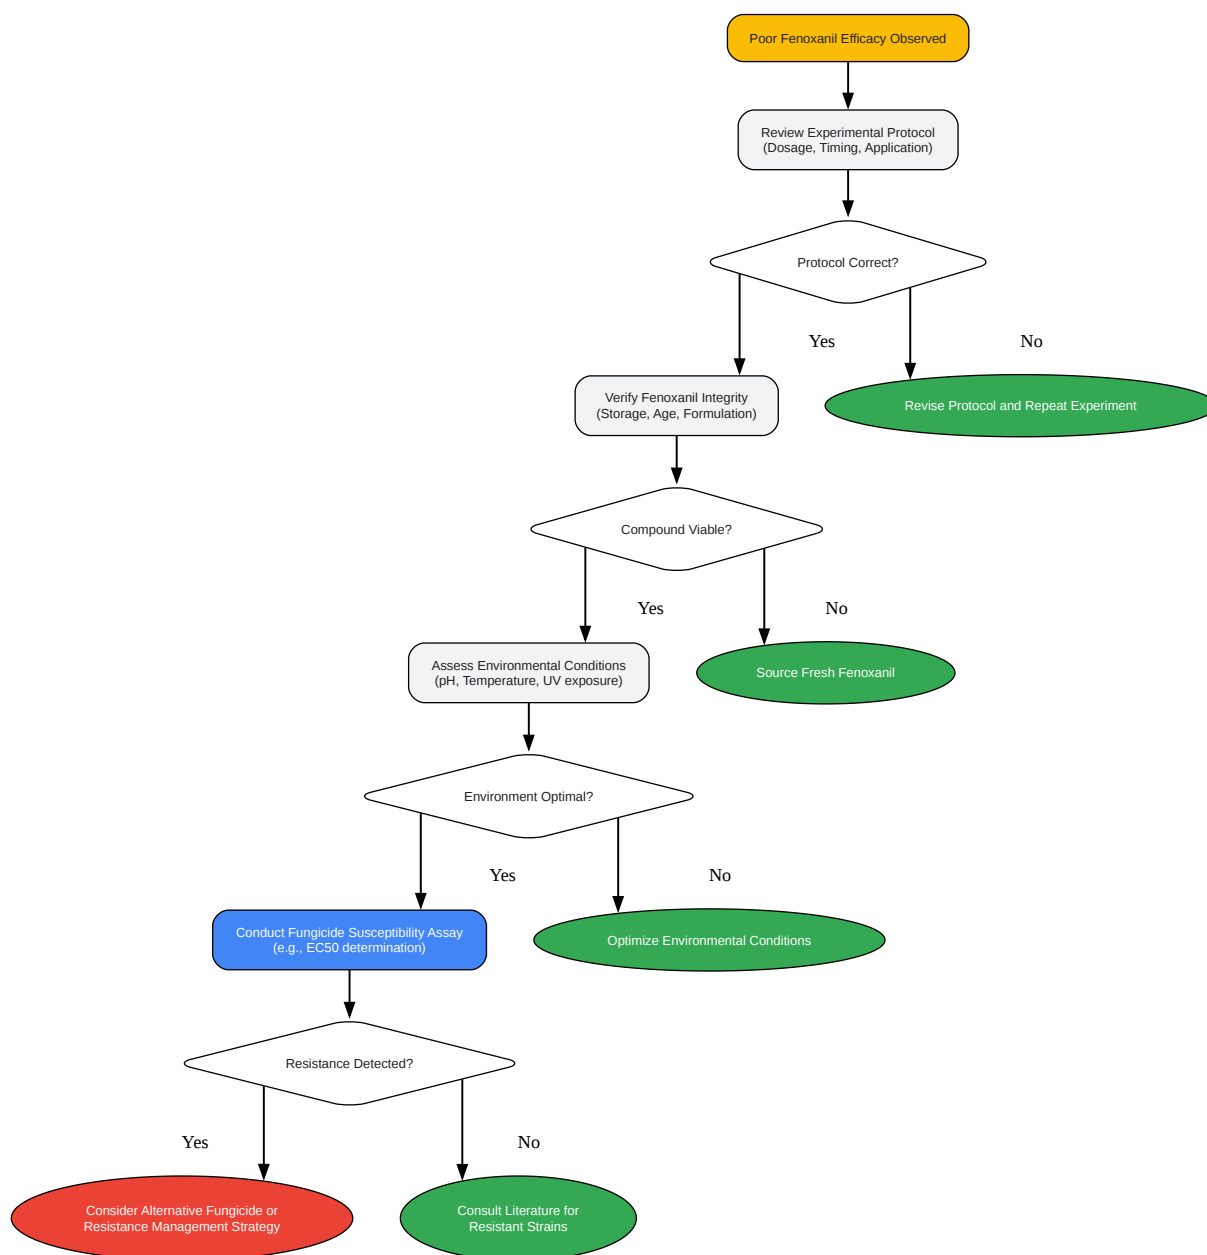 Poor Fenoxanil Efficacy Observed
Review Experimental Protocol
(Dosage, Timing, Application)
Protocol Correct?
Yes
No
Verify Fenoxanil Integrity
(Storage, Age, Formulation)
Revise Protocol and Repeat Experiment
Compound Viable?
Yes
No
Assess Environmental Conditions
(pH, Temperature, UV exposure)
Source Fresh Fenoxanil
Environment Optimal?
Yes
No
Conduct Fungicide Susceptibility Assay
(e.g., EC50 determination)
Optimize Environmental Conditions
Resistance Detected?
Yes
No
Consider Alternative Fungicide or
Resistance Management Strategy
Consult Literature for
Resistant Strains